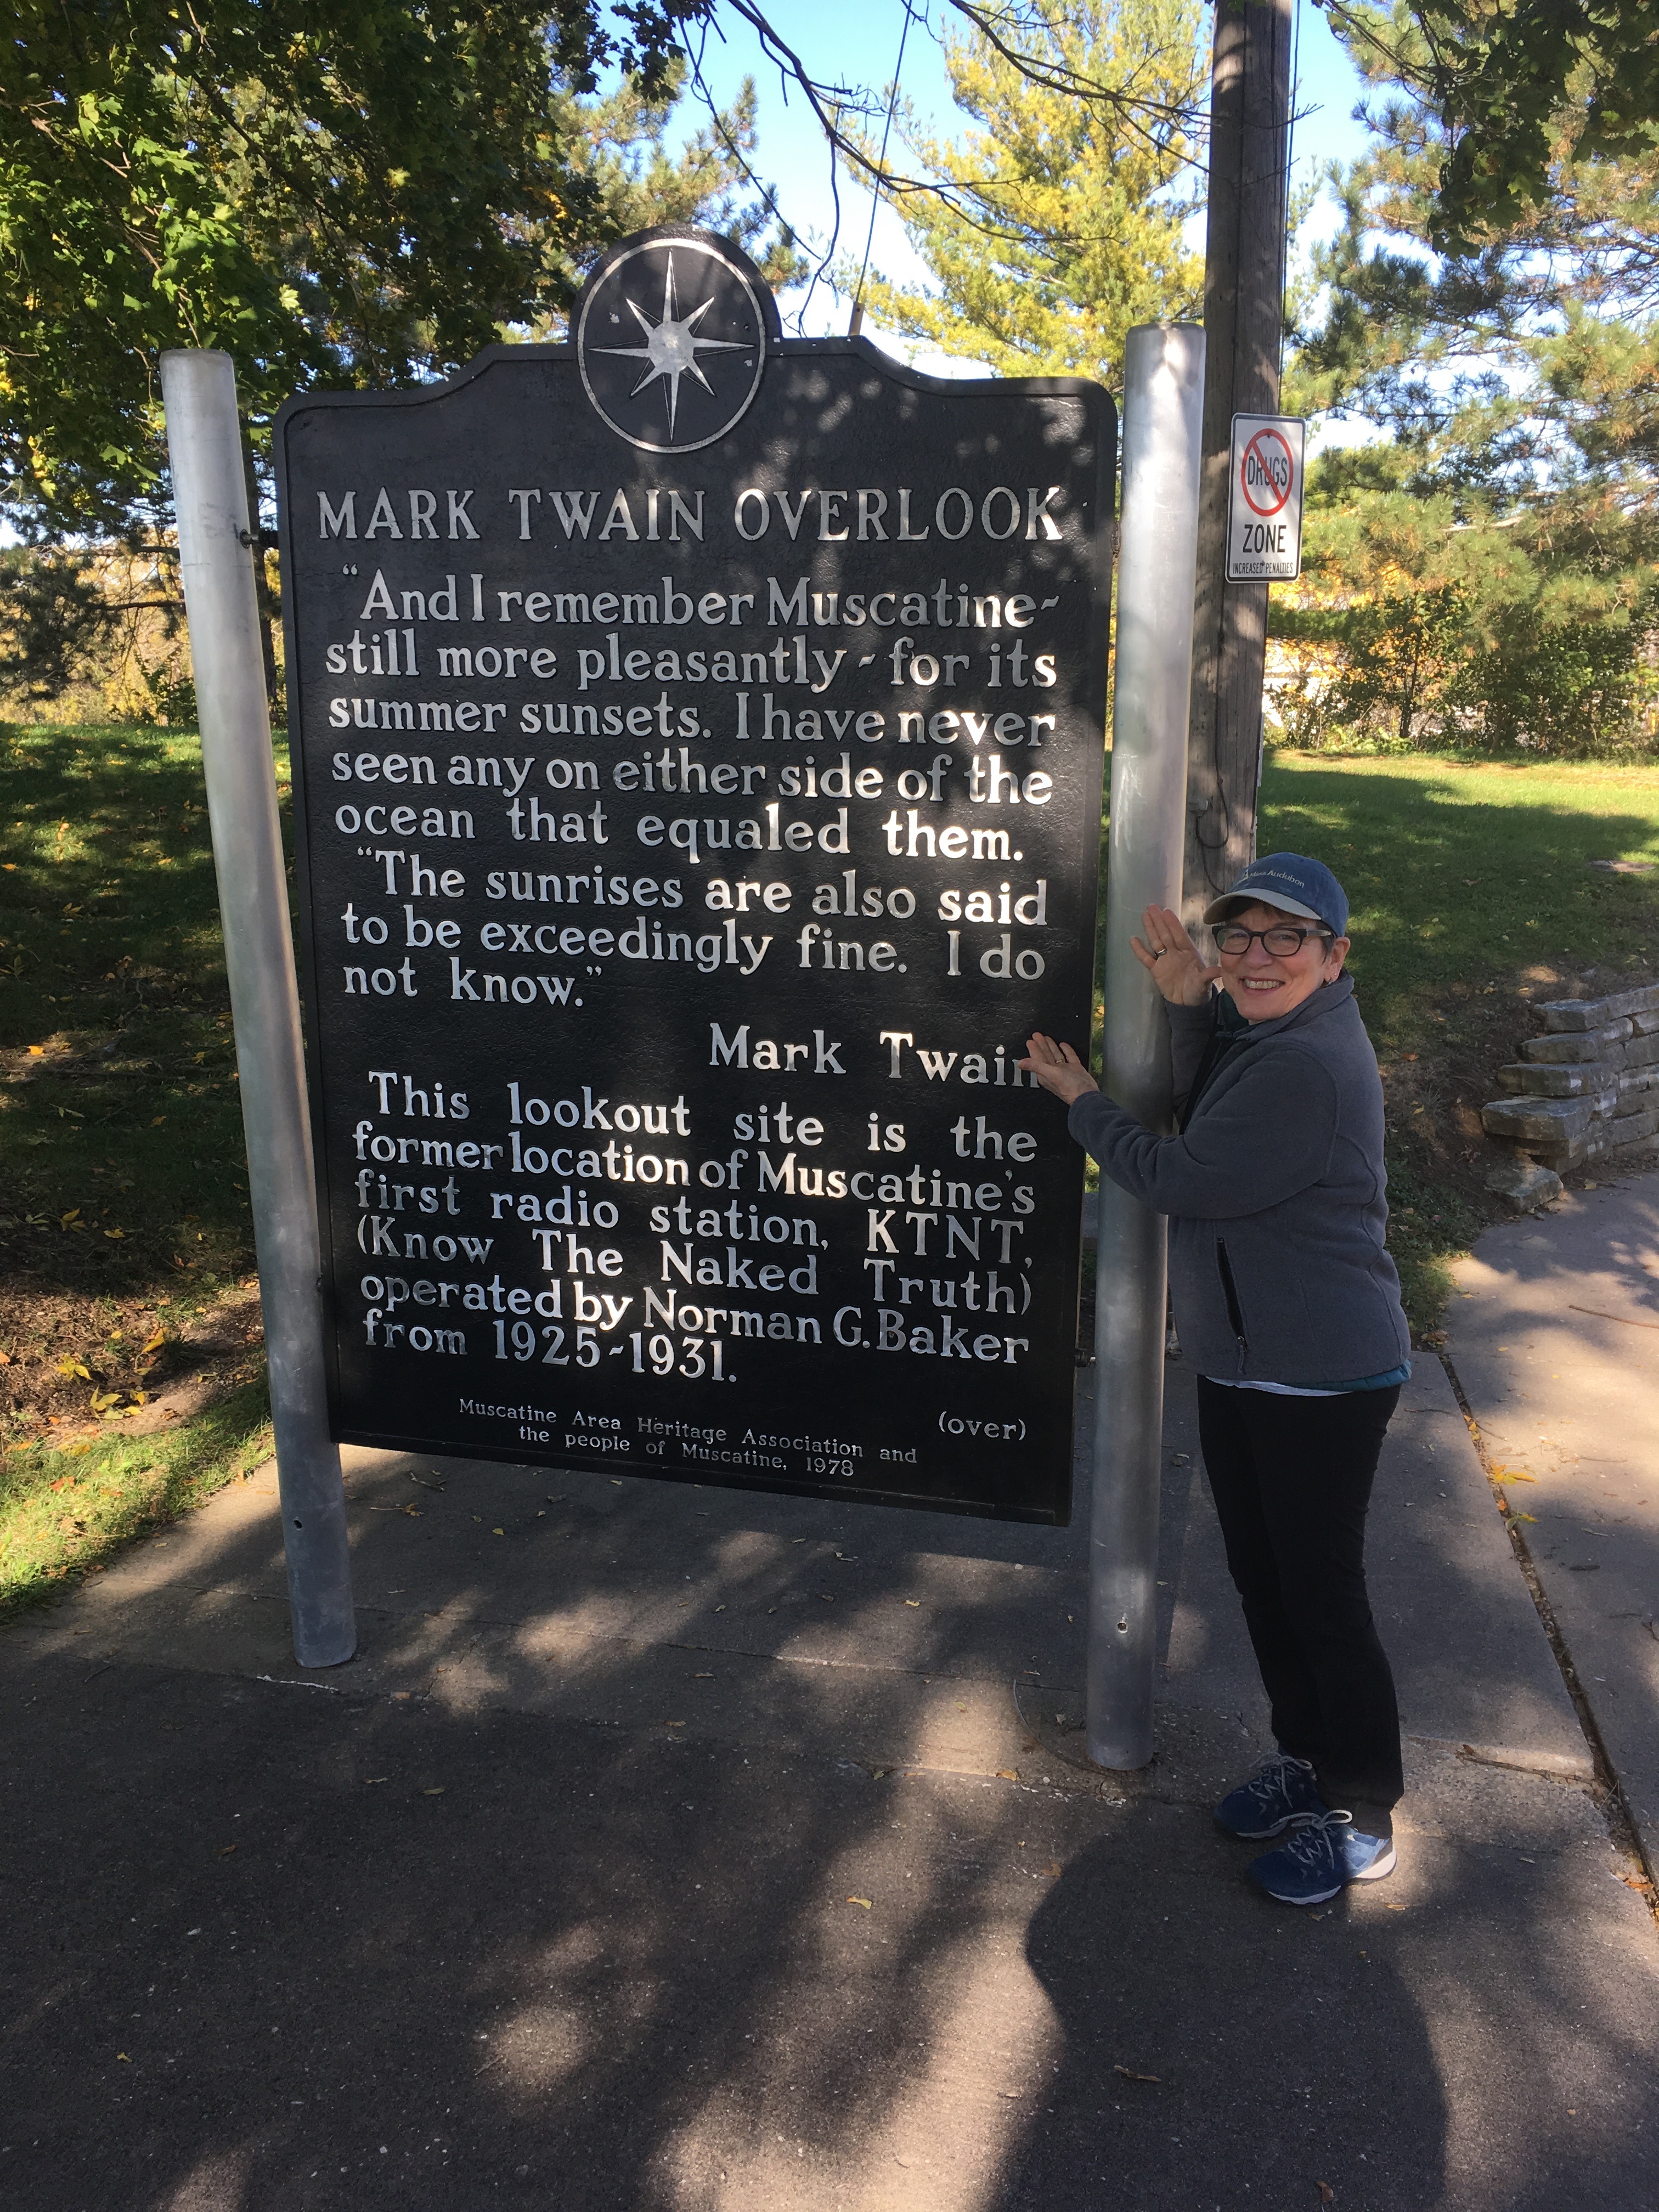 MARK TWAIN OVERLOOK
“And I remember Muscatine-
still more pleasantly - for its
summer sunsets. I have never
seen any on either side of the
ocean that equaled them.
“The sunrises are also said
to be exceedingly fine. I do
not know.”
Mark Twain
This lookout site is the
former location of Muscatine's
first radio station, KTNT,
(Know The Naked Truth)
operated by Norman G. Baker
from 1925-1931.
(over)
Muscatine Area Heritage Association and
the people of Muscatine, 1978
DRUGS
ZONE
INCREASED PENALTIES
Mass Audubon